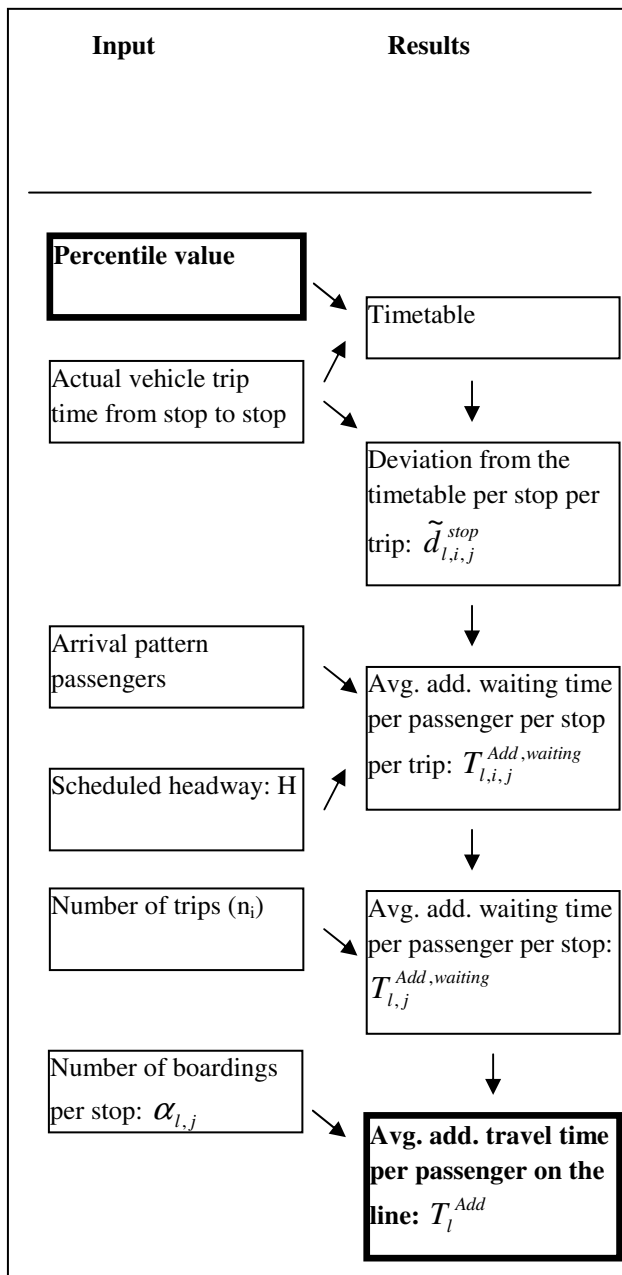 Input Results
Percentile value
Timetable
Actual vehicle trip
time from stop to stop
Deviation from the
timetable per stop per
trip: d̃_{l,i,j}^{stop}
Arrival pattern
passengers
Avg. add. waiting time
per passenger per stop
per trip: T_{l,i,j}^{Add,waiting}
Scheduled headway: H
Number of trips (n_i)
Avg. add. waiting time
per passenger per stop:
T_{l,j}^{Add,waiting}
Number of boardings
per stop: α_{l,j}
Avg. add. travel time
per passenger on the
line: T_l^{Add}